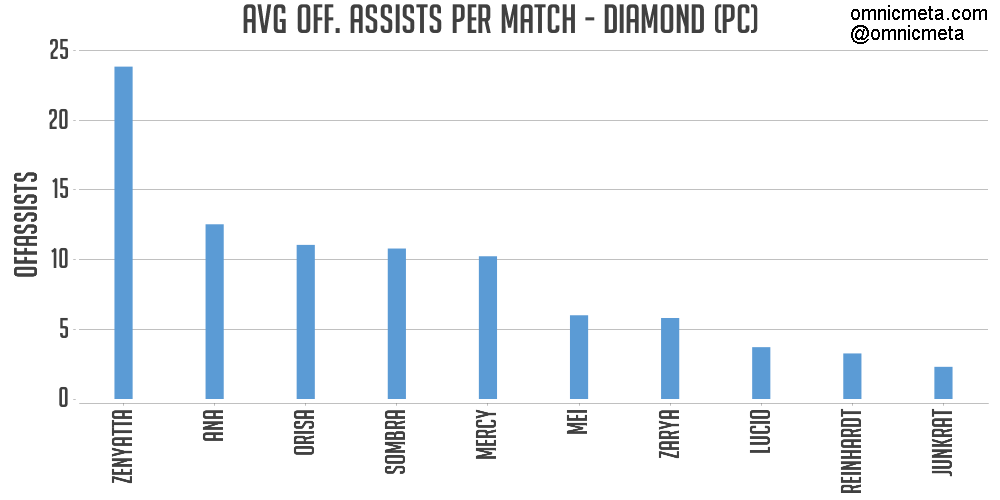 AVG OFF. ASSISTS PER MATCH - DIAMOND (PC)
omnicmeta.com
@omnicmeta
OFFASSISTS
25
20
15
10
5
0
ZENYATTA
ANA
ORISA
SOMBRA
MERCY
MEI
ZARYA
LUCIO
REINHARDT
JUNKRAT